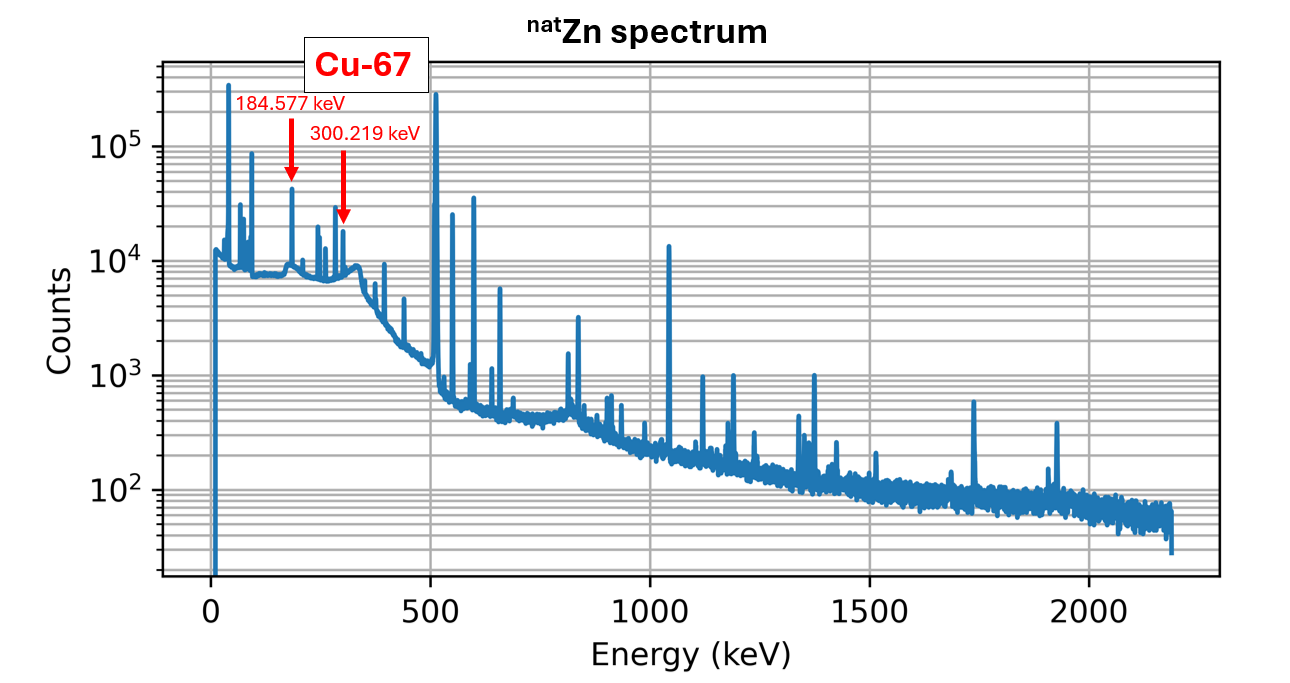 natZn spectrum
Cu-67
184.577 keV
300.219 keV
Counts
10^5
10^4
10^3
10^2
0 500 1000 1500 2000
Energy (keV)